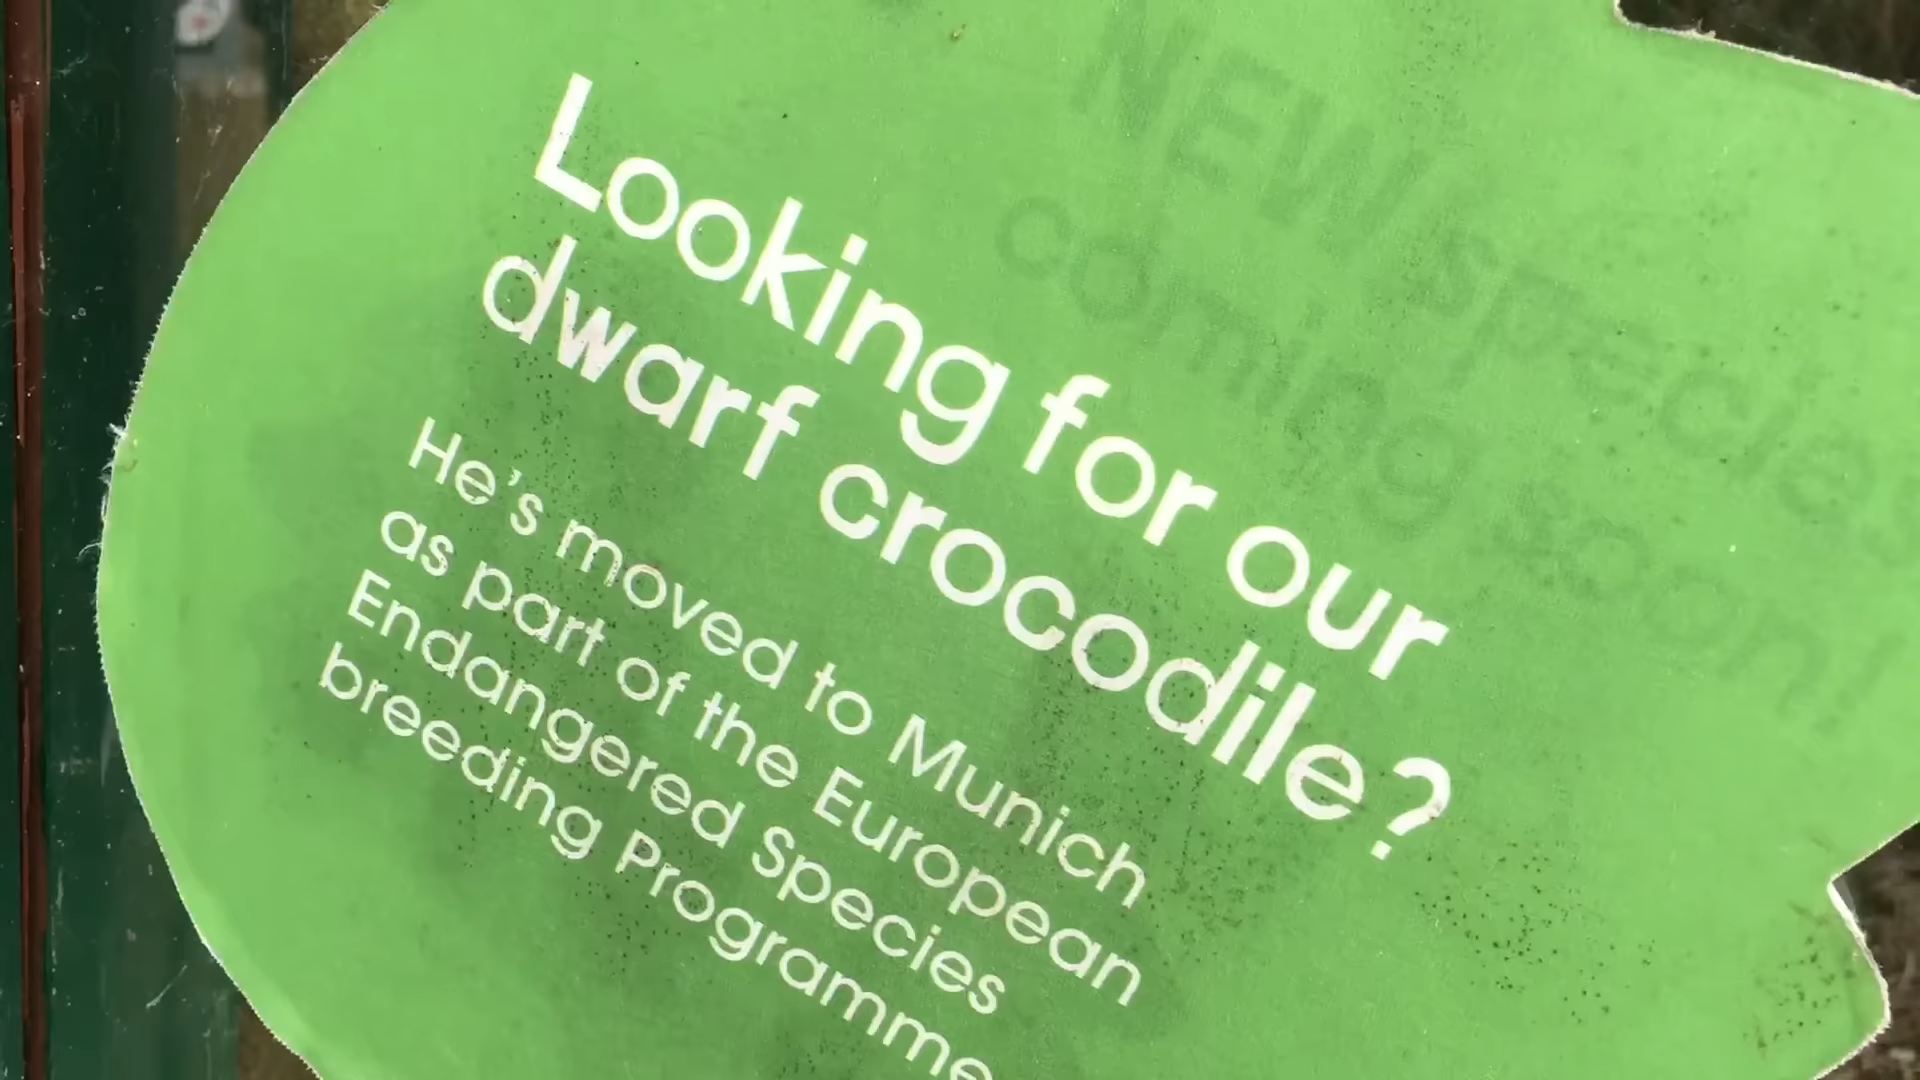 Looking for our
dwarf crocodile?
He's moved to Munich
as part of the European
Endangered Species
breeding Programme
NEW species
coming soon!